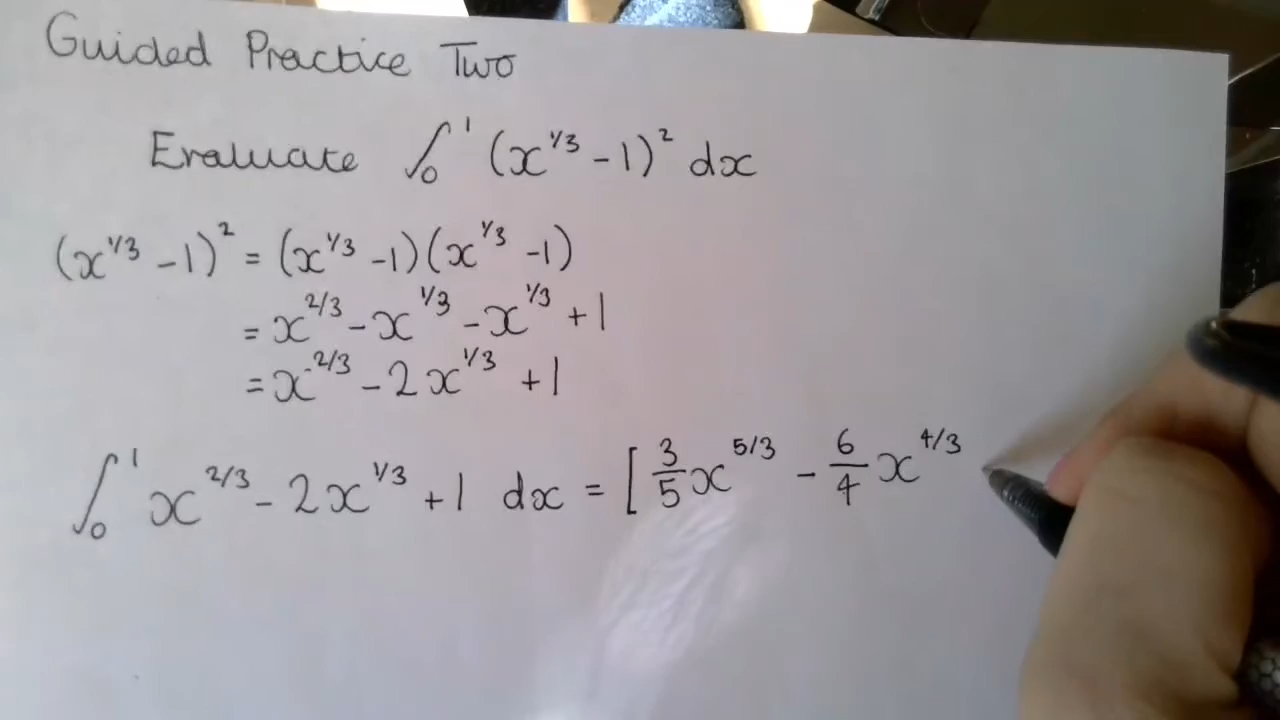 Guided Practice Two
Evaluate ∫₀¹ (x^{1/3} - 1)² dx
(x^{1/3} - 1)² = (x^{1/3} - 1)(x^{1/3} - 1)
= x^{2/3} - x^{1/3} - x^{1/3} + 1
= x^{2/3} - 2x^{1/3} + 1
∫₀¹ x^{2/3} - 2x^{1/3} + 1 dx = [ 3/5 x^{5/3} - 6/4 x^{4/3}